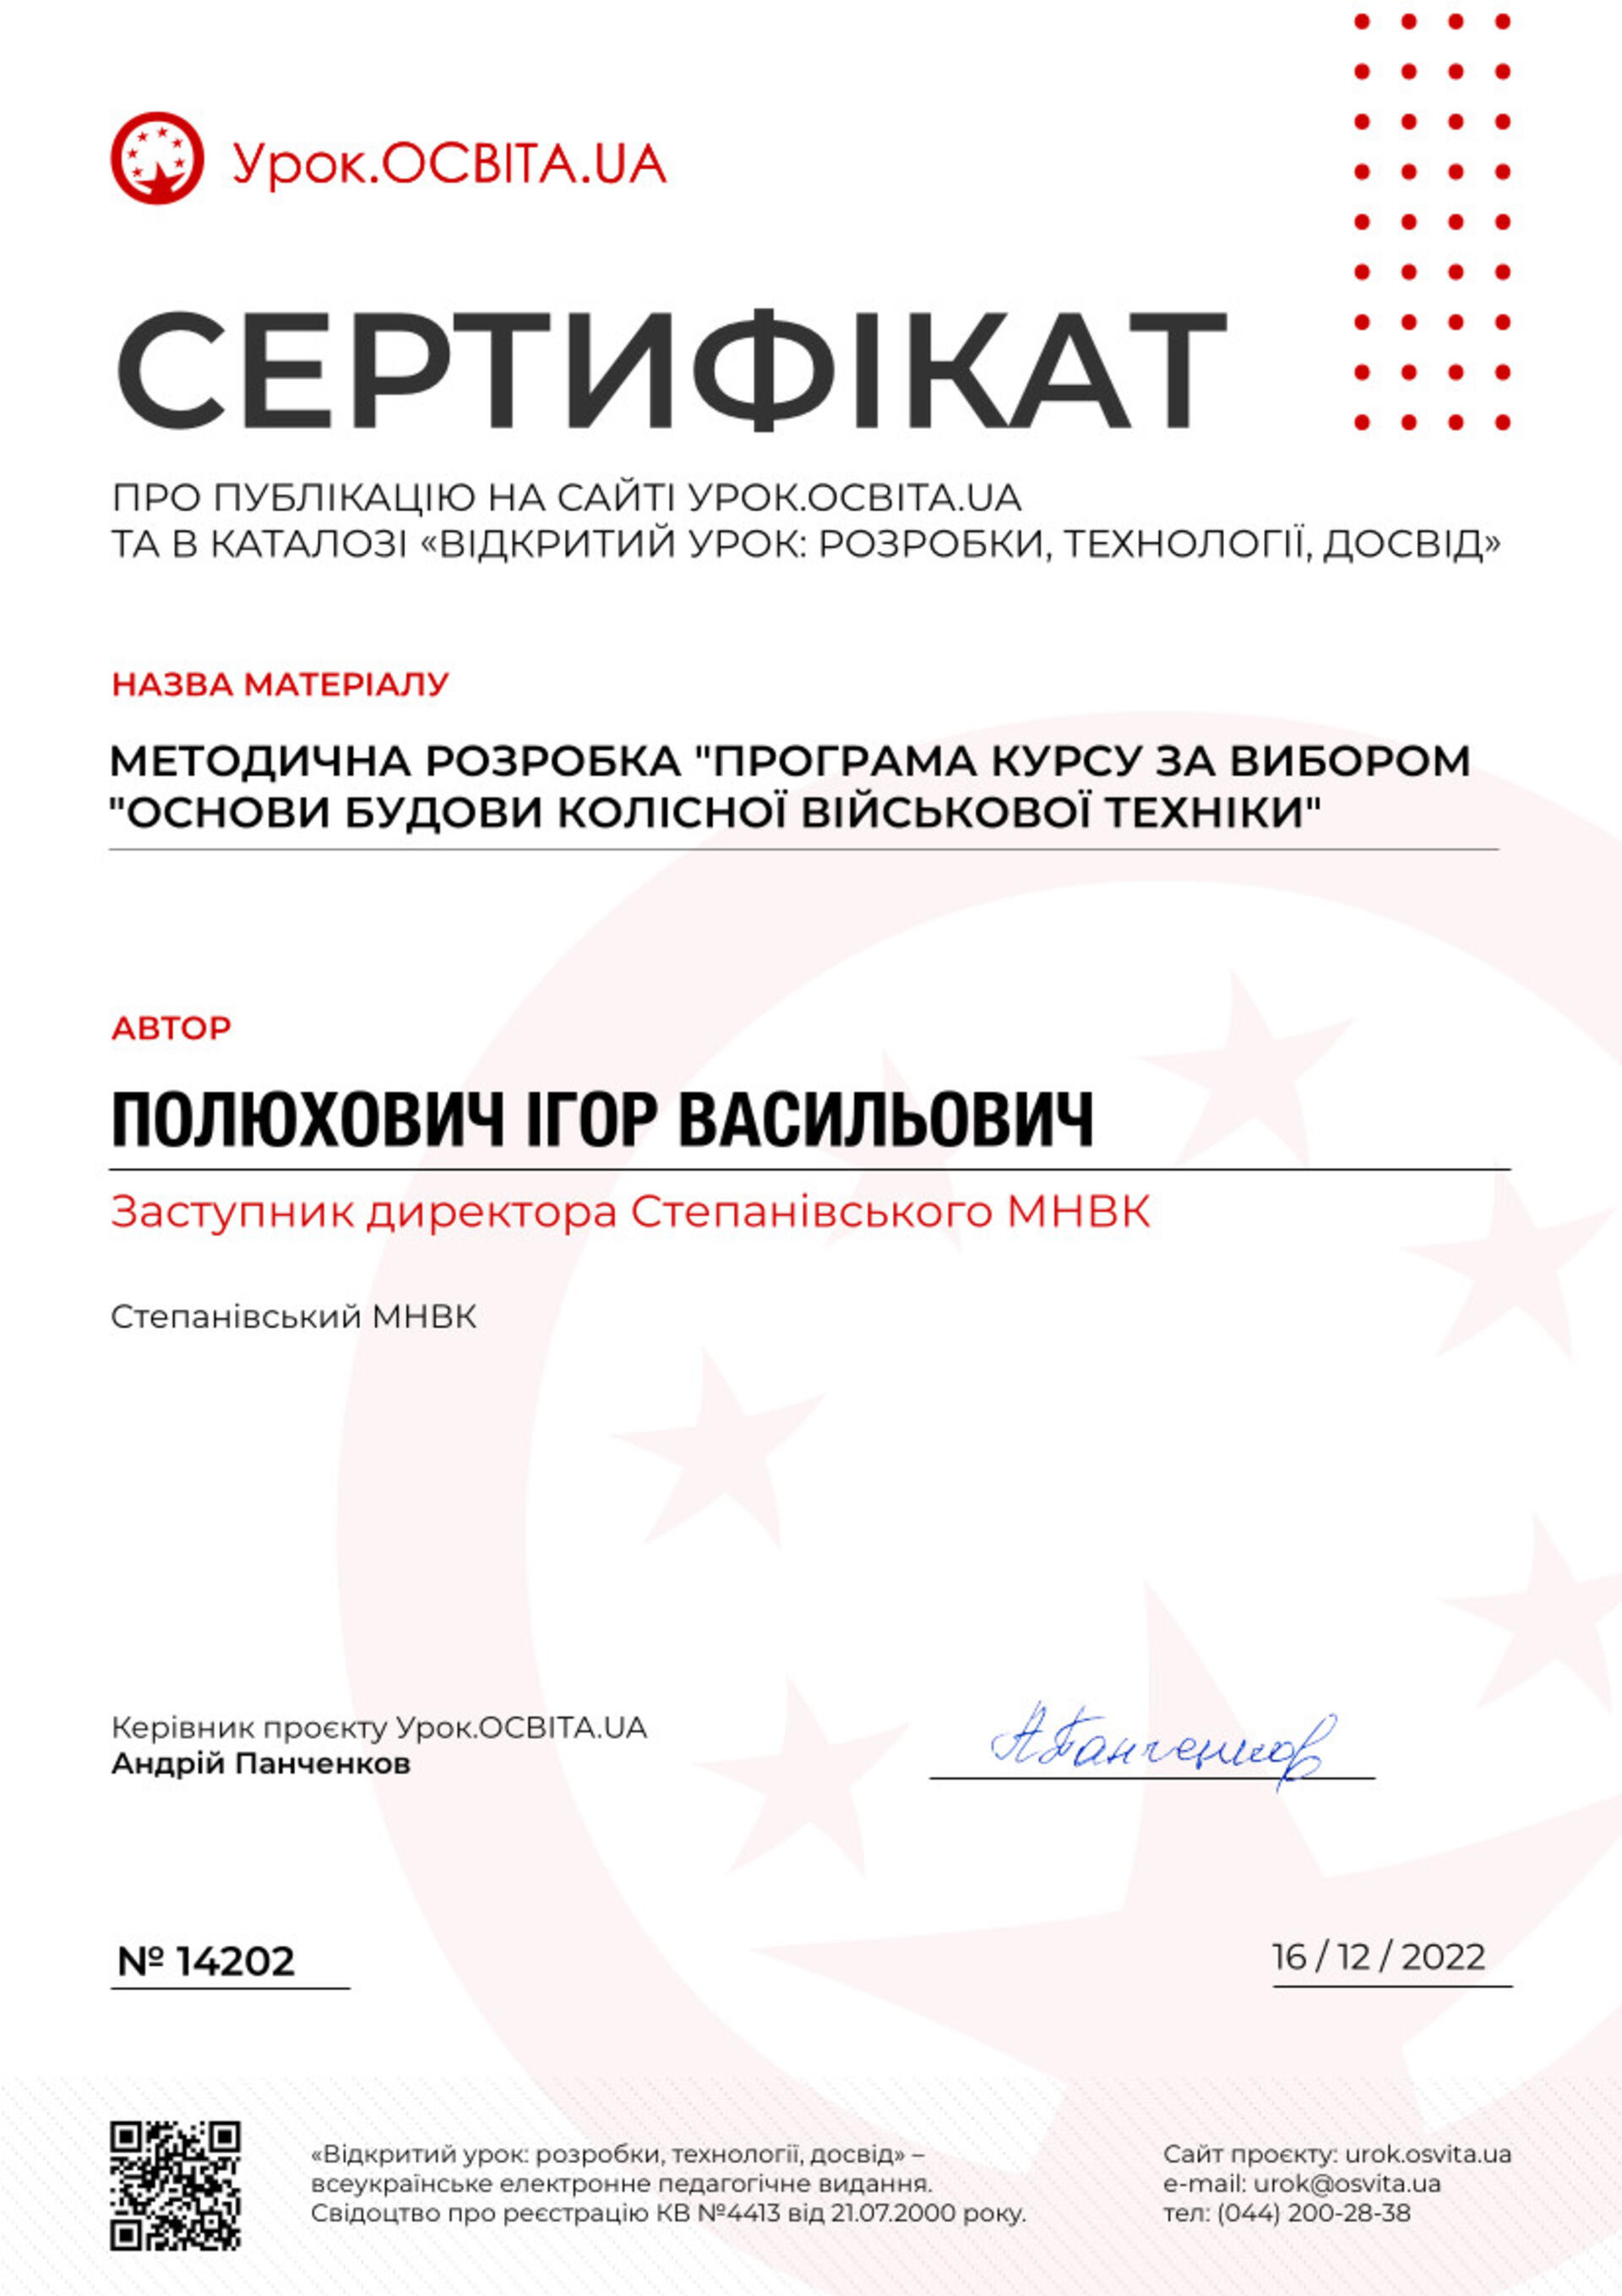 Урок.ОСВІТА.UA
СЕРТИФІКАТ
ПРО ПУБЛІКАЦІЮ НА САЙТІ УРОК.ОСВІТА.UA
ТА В КАТАЛОЗІ «ВІДКРИТИЙ УРОК: РОЗРОБКИ, ТЕХНОЛОГІЇ, ДОСВІД»
НАЗВА МАТЕРІАЛУ
МЕТОДИЧНА РОЗРОБКА "ПРОГРАМА КУРСУ ЗА ВИБОРОМ
"ОСНОВИ БУДОВИ КОЛІСНОЇ ВІЙСЬКОВОЇ ТЕХНІКИ"
АВТОР
ПОЛЮХОВИЧ ІГОР ВАСИЛЬОВИЧ
Заступник директора Степанівського МНВК
Степанівський МНВК
Керівник проєкту Урок.ОСВІТА.UA
Андрій Панченков
АПанченков
№ 14202
16 / 12 / 2022
«Відкритий урок: розробки, технології, досвід» –
всеукраїнське електронне педагогічне видання.
Свідоцтво про реєстрацію КВ №4413 від 21.07.2000 року.
Сайт проєкту: urok.osvita.ua
e-mail: urok@osvita.ua
тел: (044) 200-28-38